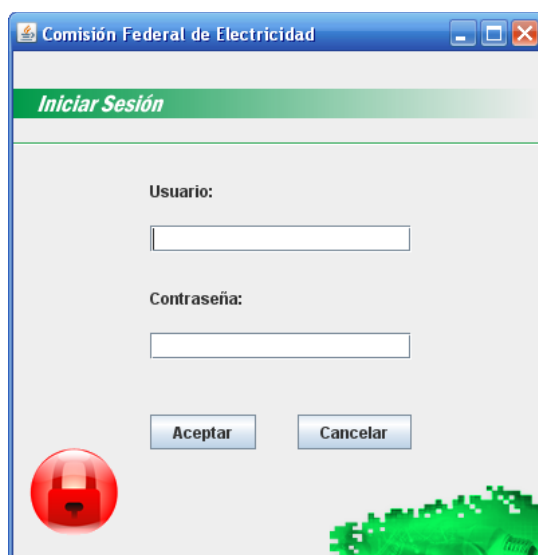 Comisión Federal de Electricidad
Iniciar Sesión
Usuario:
Contraseña:
Aceptar Cancelar